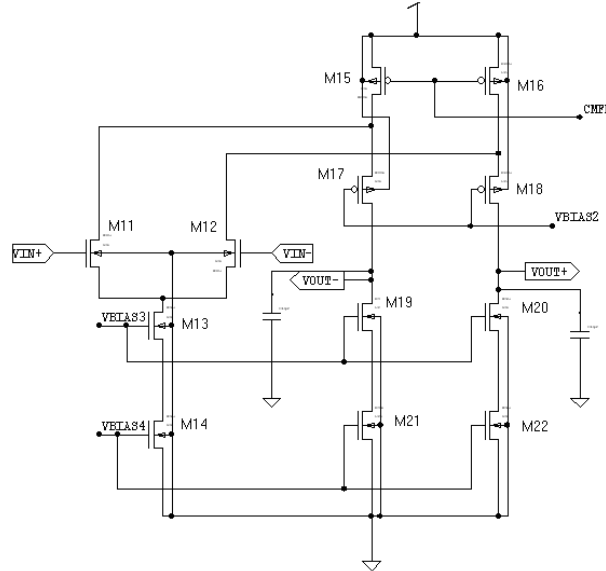 M15
M16
CMF
M17
M18
VBIAS2
M11
M12
VIN+
VIN-
VOUT-
VOUT+
VBIAS3
M13
M19
M20
VBIAS4
M14
M21
M22